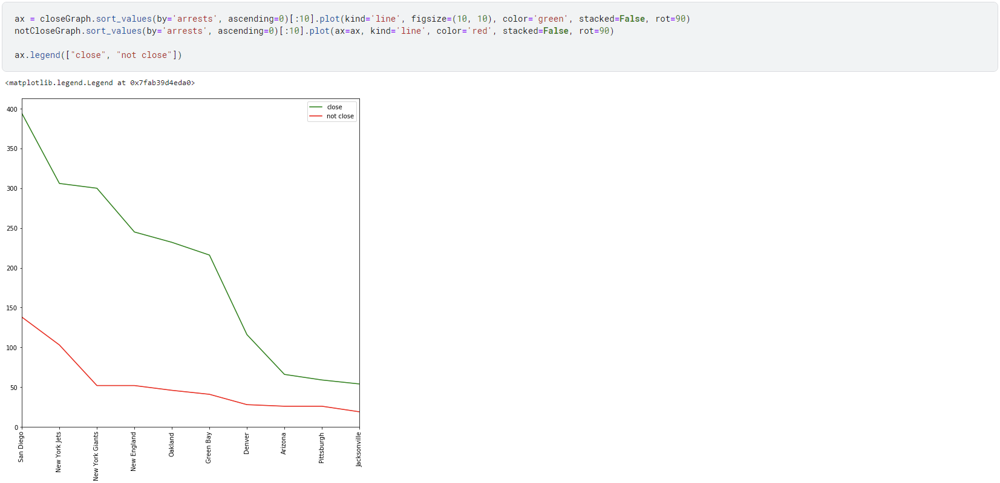 ax = closeGraph.sort_values(by='arrests', ascending=0)[:10].plot(kind='line', figsize=(10, 10), color='green', stacked=False, rot=90)
notCloseGraph.sort_values(by='arrests', ascending=0)[:10].plot(ax=ax, kind='line', color='red', stacked=False, rot=90)
ax.legend(["close", "not close"])
<matplotlib.legend.Legend at 0x7fab39d4eda0>
close
not close
400
350
300
250
200
150
100
50
0
San Diego
New York Jets
New York Giants
New England
Oakland
Green Bay
Denver
Arizona
Pittsburgh
Jacksonville